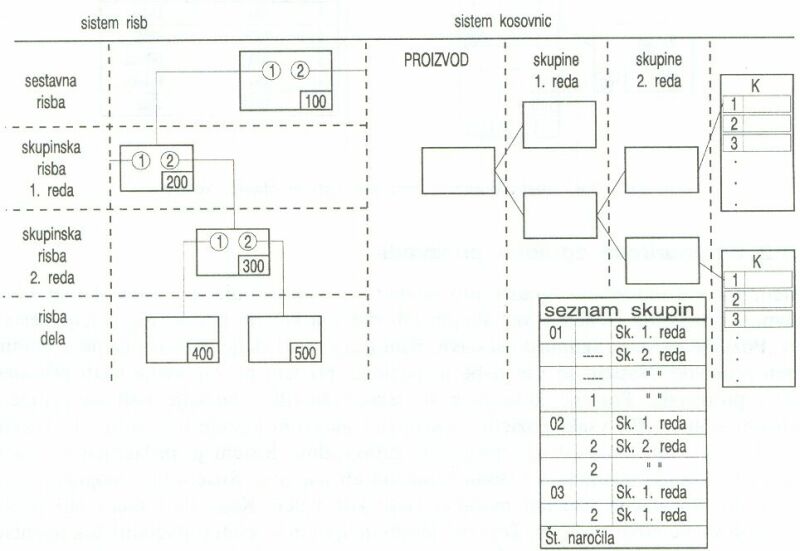 sistem risb
sistem kosovnic
sestavna
risba
1 2
100
skupinska
risba
1. reda
1 2
200
skupinska
risba
2. reda
1 2
300
risba
dela
400
500
PROIZVOD
skupine
1. reda
skupine
2. reda
K
1
2
3
K
1
2
3
seznam skupin
01 Sk. 1. reda
---- Sk. 2. reda
---- " "
1 " "
02 Sk. 1. reda
2 Sk. 2. reda
2 " "
03 Sk. 1. reda
2 Sk. 1. reda
Št. naročila